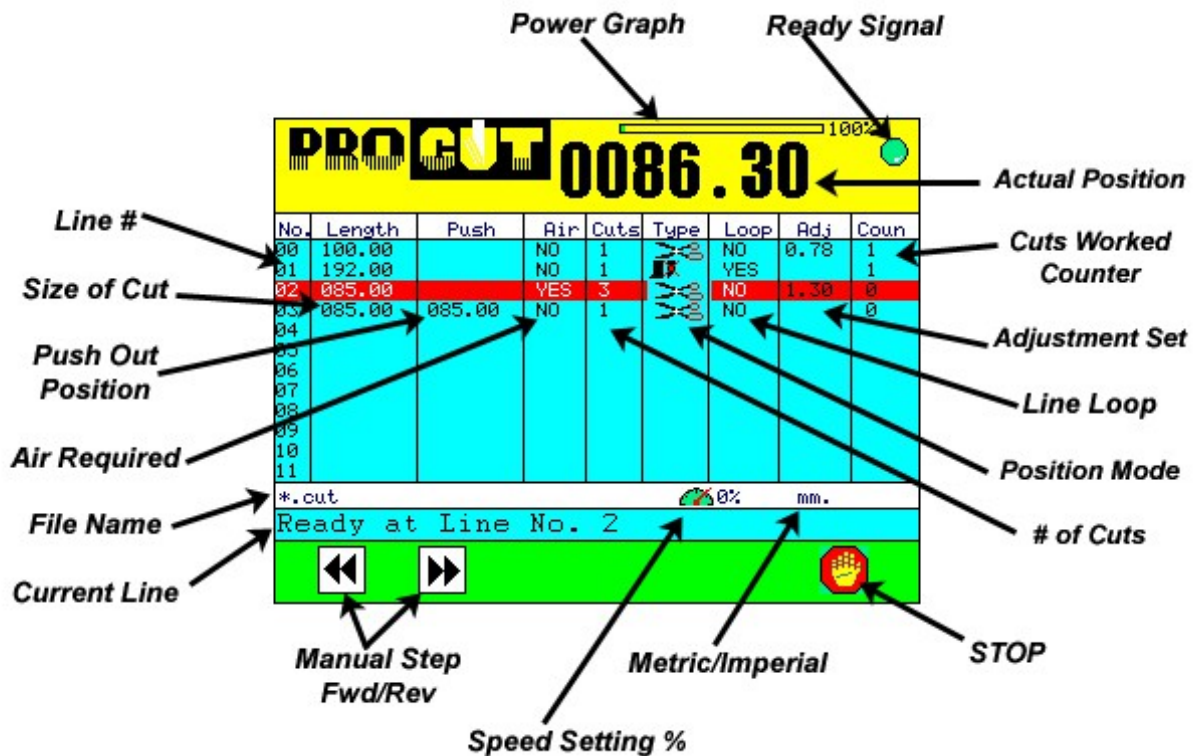 Power Graph
Ready Signal
PRO CUT
100%
0086.30
Actual Position
Line #
No. Length Push Air Cuts Type Loop Adj Coun
00 100.00 NO 1 NO 0.78 1
Cuts Worked
Counter
01 192.00 NO 1 YES 1
Size of Cut
02 085.00 YES 3 NO 1.30 0
03 085.00 085.00 NO 1 NO 0
Adjustment Set
04
Push Out
Position
05
06
07
Line Loop
08
09
Air Required
10
Position Mode
11
*.cut 0% mm.
File Name
Ready at Line No. 2
# of Cuts
Current Line
Manual Step
Fwd/Rev
Metric/Imperial
STOP
Speed Setting %